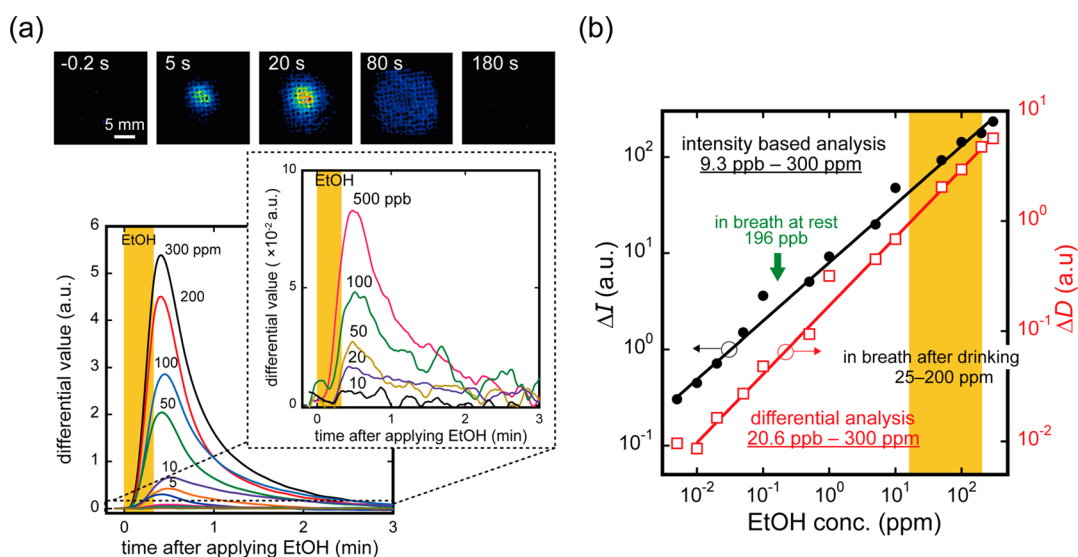 (a)
-0.2 s
5 s
20 s
80 s
180 s
5 mm
differential value (a.u.)
6
5
4
3
2
1
0
EtOH
300 ppm
200
100
50
10
5
0
1
2
3
time after applying EtOH (min)
differential value ( ×10⁻² a.u.)
10
5
0
EtOH
500 ppb
100
50
20
10
0
1
2
3
time after applying EtOH (min)
(b)
ΔI (a.u.)
10²
10¹
10⁰
10⁻¹
intensity based analysis
9.3 ppb – 300 ppm
in breath at rest
196 ppb
in breath after drinking
25–200 ppm
differential analysis
20.6 ppb – 300 ppm
10¹
10⁰
10⁻¹
10⁻²
ΔD (a.u)
10⁻²
10⁻¹
10⁰
10¹
10²
EtOH conc. (ppm)